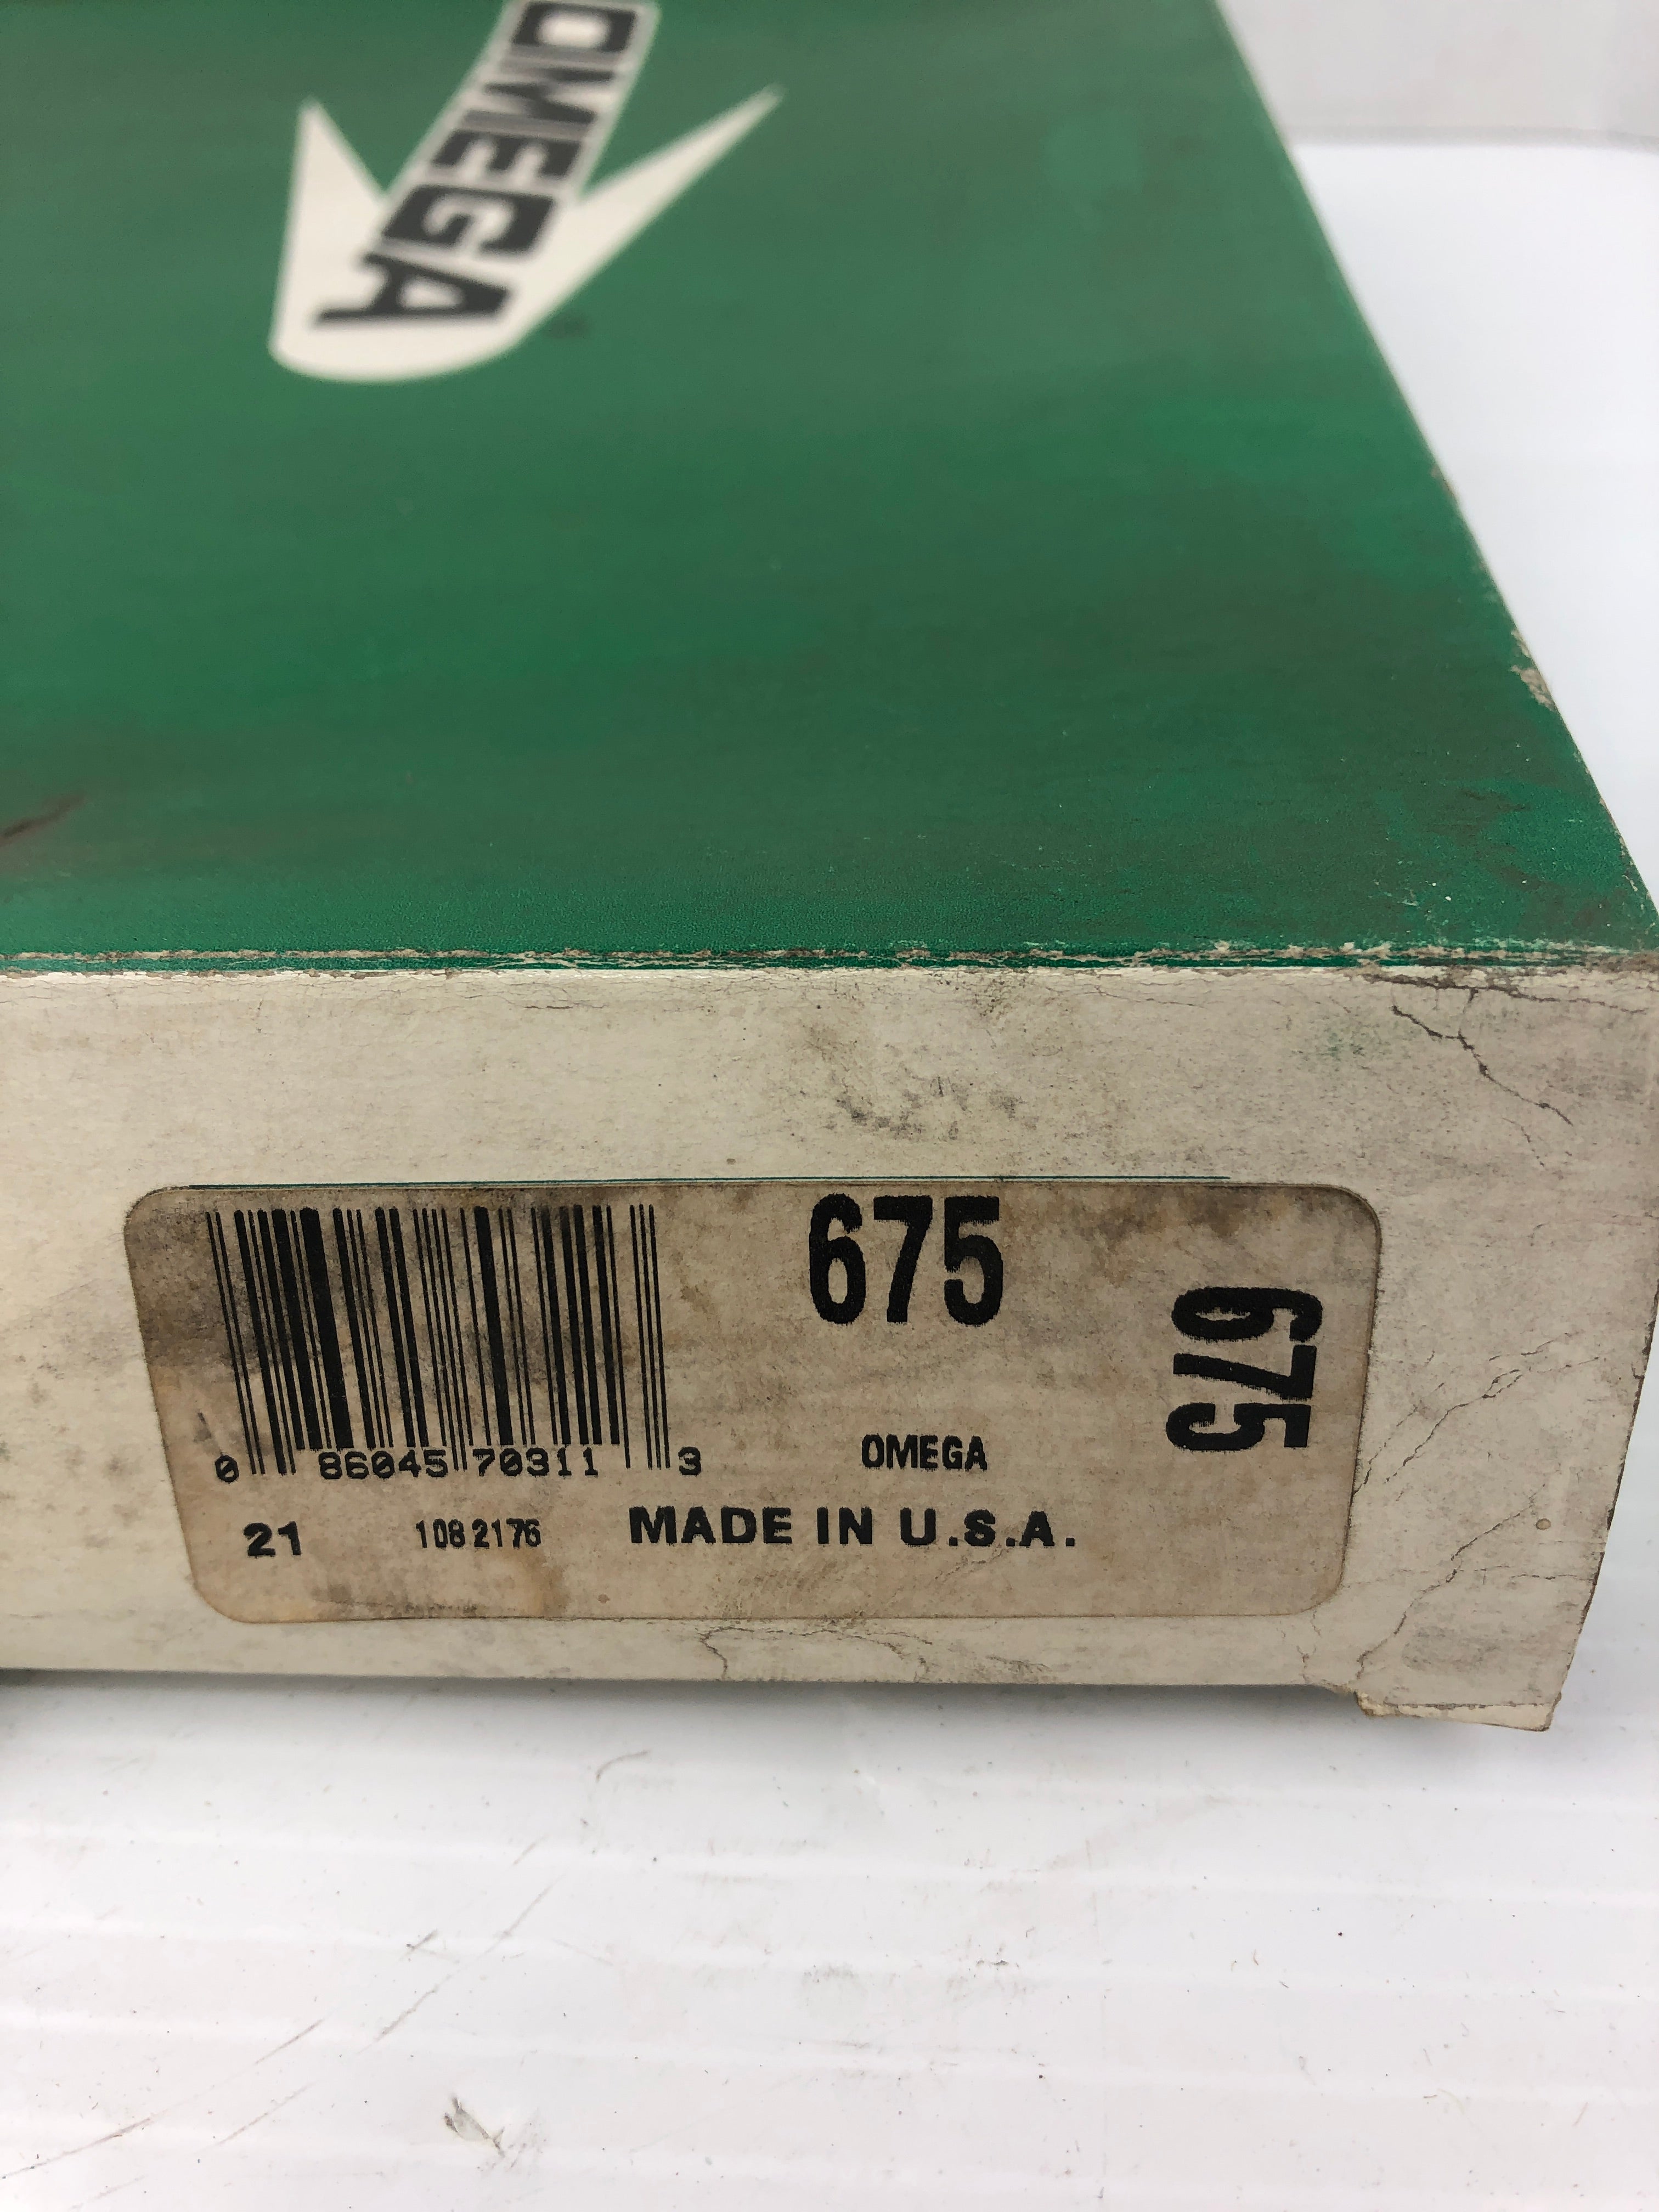 OMEGA
675
675
0 86045 70311 3
OMEGA
21 1082176 MADE IN U.S.A.